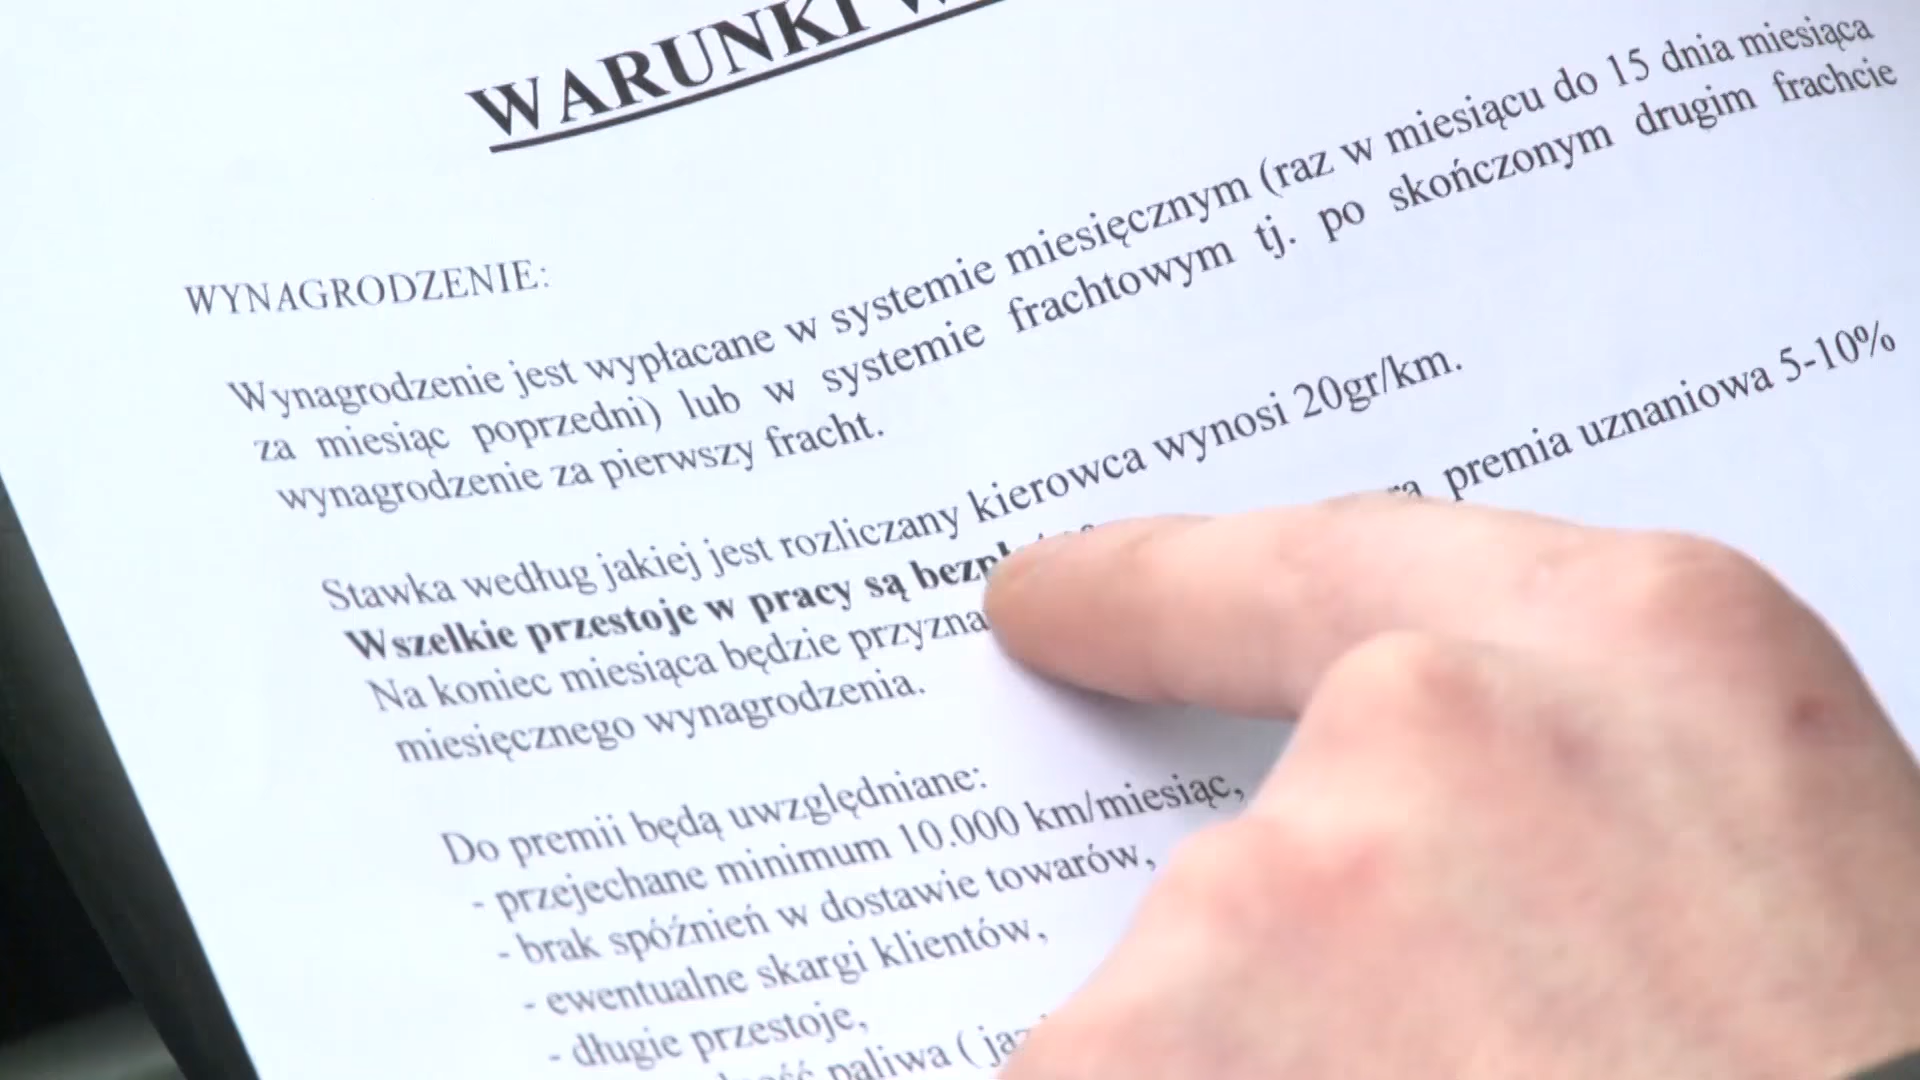 WARUNKI
WYNAGRODZENIE:
Wynagrodzenie jest wypłacane w systemie miesięcznym (raz w miesiącu do 15 dnia miesiąca
za miesiąc poprzedni) lub w systemie frachtowym tj. po skończonym drugim frachcie
wynagrodzenie za pierwszy fracht.
Stawka według jakiej jest rozliczany kierowca wynosi 20gr/km.
Wszelkie przestoje w pracy są
Na koniec miesiąca będzie premia uznaniowa 5-10%
miesięcznego wynagrodzenia.
Do premii będą uwzględniane:
- przejechane minimum 10.000 km/miesiąc,
- brak spóźnień w dostawie towarów,
- ewentualne skargi klientów,
- długie przestoje,
paliwa (